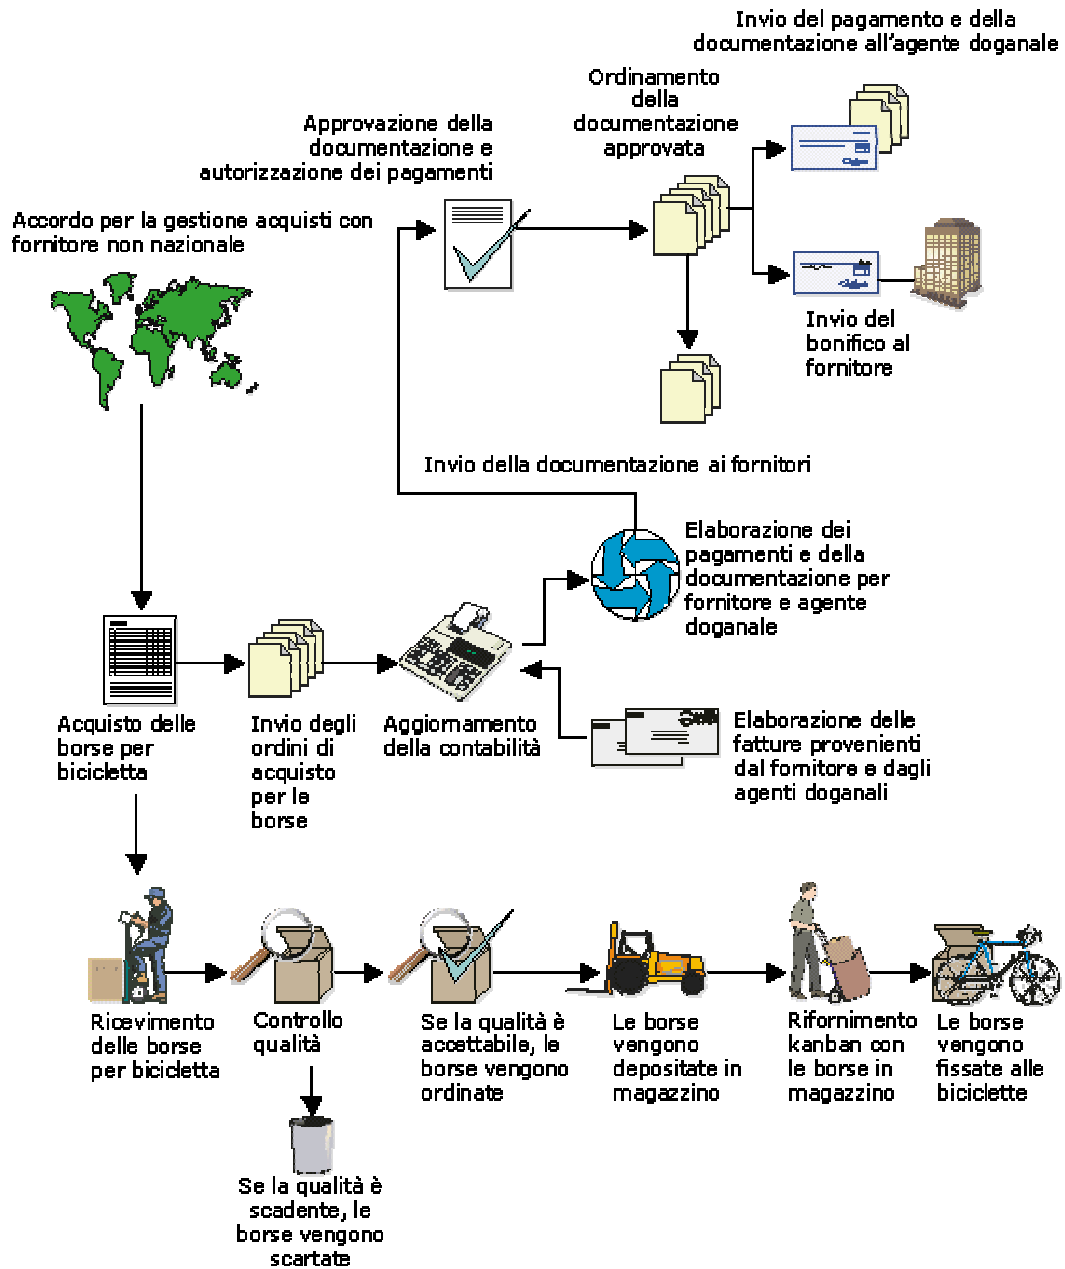 Invio del pagamento e della
documentazione all'agente doganale
Ordinamento
della
documentazione
approvata
Approvazione della
documentazione e
autorizzazione dei pagamenti
Accordo per la gestione acquisti con
fornitore non nazionale
Invio del
bonifico al
fornitore
Invio della documentazione ai fornitori
Elaborazione dei
pagamenti e della
documentazione per
fornitore e agente
doganale
Acquisto delle
borse per
bicicletta
Invio degli
ordini di
acquisto
per le
borse
Aggiornamento
della contabilità
Elaborazione delle
fatture provenienti
dal fornitore e dagli
agenti doganali
Ricevimento
delle borse
per bicicletta
Controllo
qualità
Se la qualità è
accettabile, le
borse vengono
ordinate
Le borse
vengono
depositate in
magazzino
Rifornimento
kanban con
le borse in
magazzino
Le borse
vengono
fissate alle
biciclette
Se la qualità è
scadente, le
borse vengono
scartate